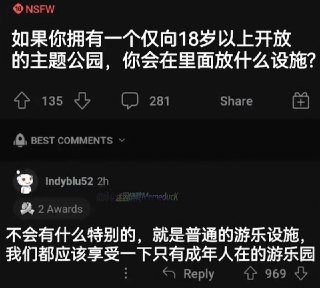 NSFW
如果你拥有一个仅向18岁以上开放
的主题公园，你会在里面放什么设施？
135
281
Share
BEST COMMENTS
Indyblu52 2h
2 Awards
不会有什么特别的，就是普通的游乐设施，
我们都应该享受一下只有成年人在的游乐园
Reply
969